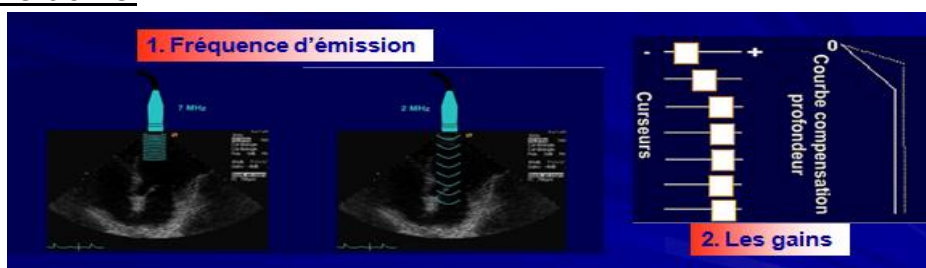 1. Fréquence d'émission
7 MHz
2 MHz
- +
Curseurs
0
Courbe compensation
profondeur
2. Les gains